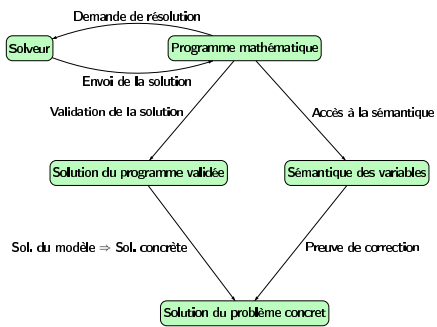 Demande de résolution
Solveur
Programme mathématique
Envoi de la solution
Validation de la solution
Accès à la sémantique
Solution du programme validée
Sémantique des variables
Sol. du modèle ⇒ Sol. concrète
Preuve de correction
Solution du problème concret